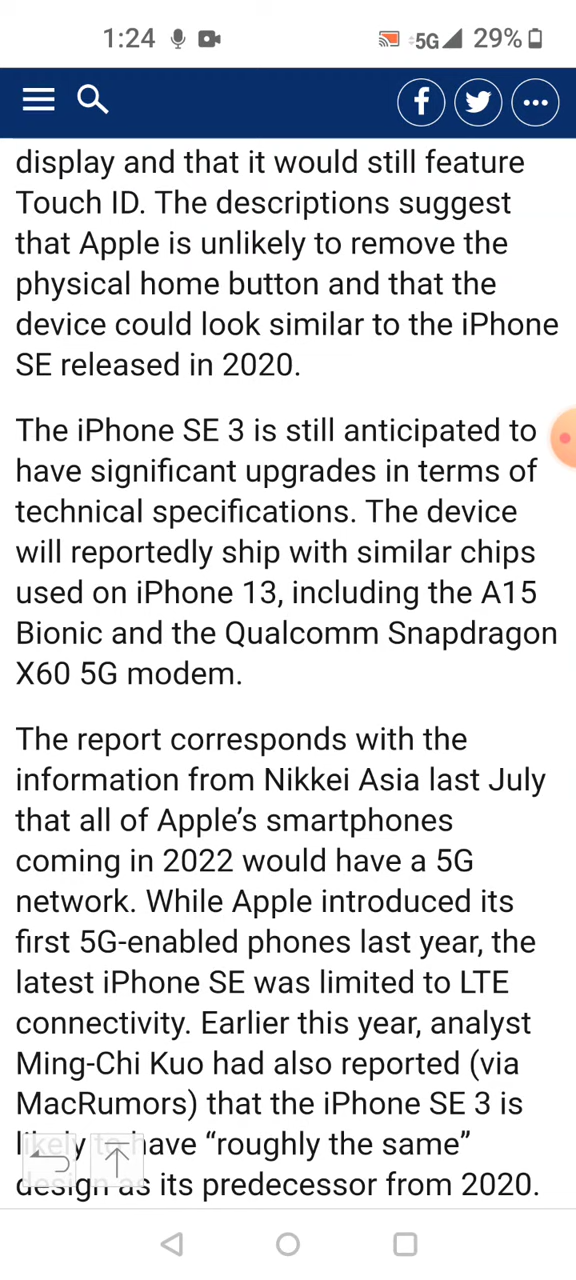 1:24 5G 29%
display and that it would still feature
Touch ID. The descriptions suggest
that Apple is unlikely to remove the
physical home button and that the
device could look similar to the iPhone
SE released in 2020.
The iPhone SE 3 is still anticipated to
have significant upgrades in terms of
technical specifications. The device
will reportedly ship with similar chips
used on iPhone 13, including the A15
Bionic and the Qualcomm Snapdragon
X60 5G modem.
The report corresponds with the
information from Nikkei Asia last July
that all of Apple’s smartphones
coming in 2022 would have a 5G
network. While Apple introduced its
first 5G-enabled phones last year, the
latest iPhone SE was limited to LTE
connectivity. Earlier this year, analyst
Ming-Chi Kuo had also reported (via
MacRumors) that the iPhone SE 3 is
likely to have “roughly the same”
design as its predecessor from 2020.